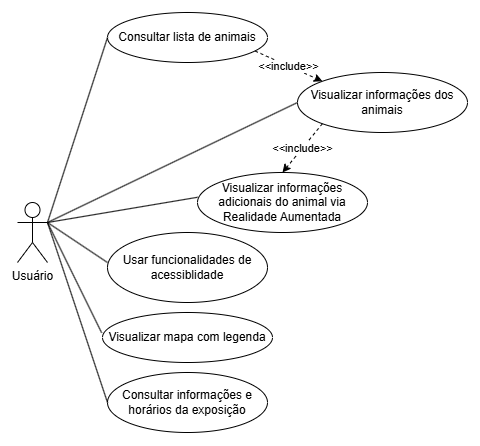 Consultar lista de animais
<<include>>
Visualizar informações dos
animais
<<include>>
Visualizar informações
adicionais do animal via
Realidade Aumentada
Usuário
Usar funcionalidades de
acessiblidade
Visualizar mapa com legenda
Consultar informações e
horários da exposição